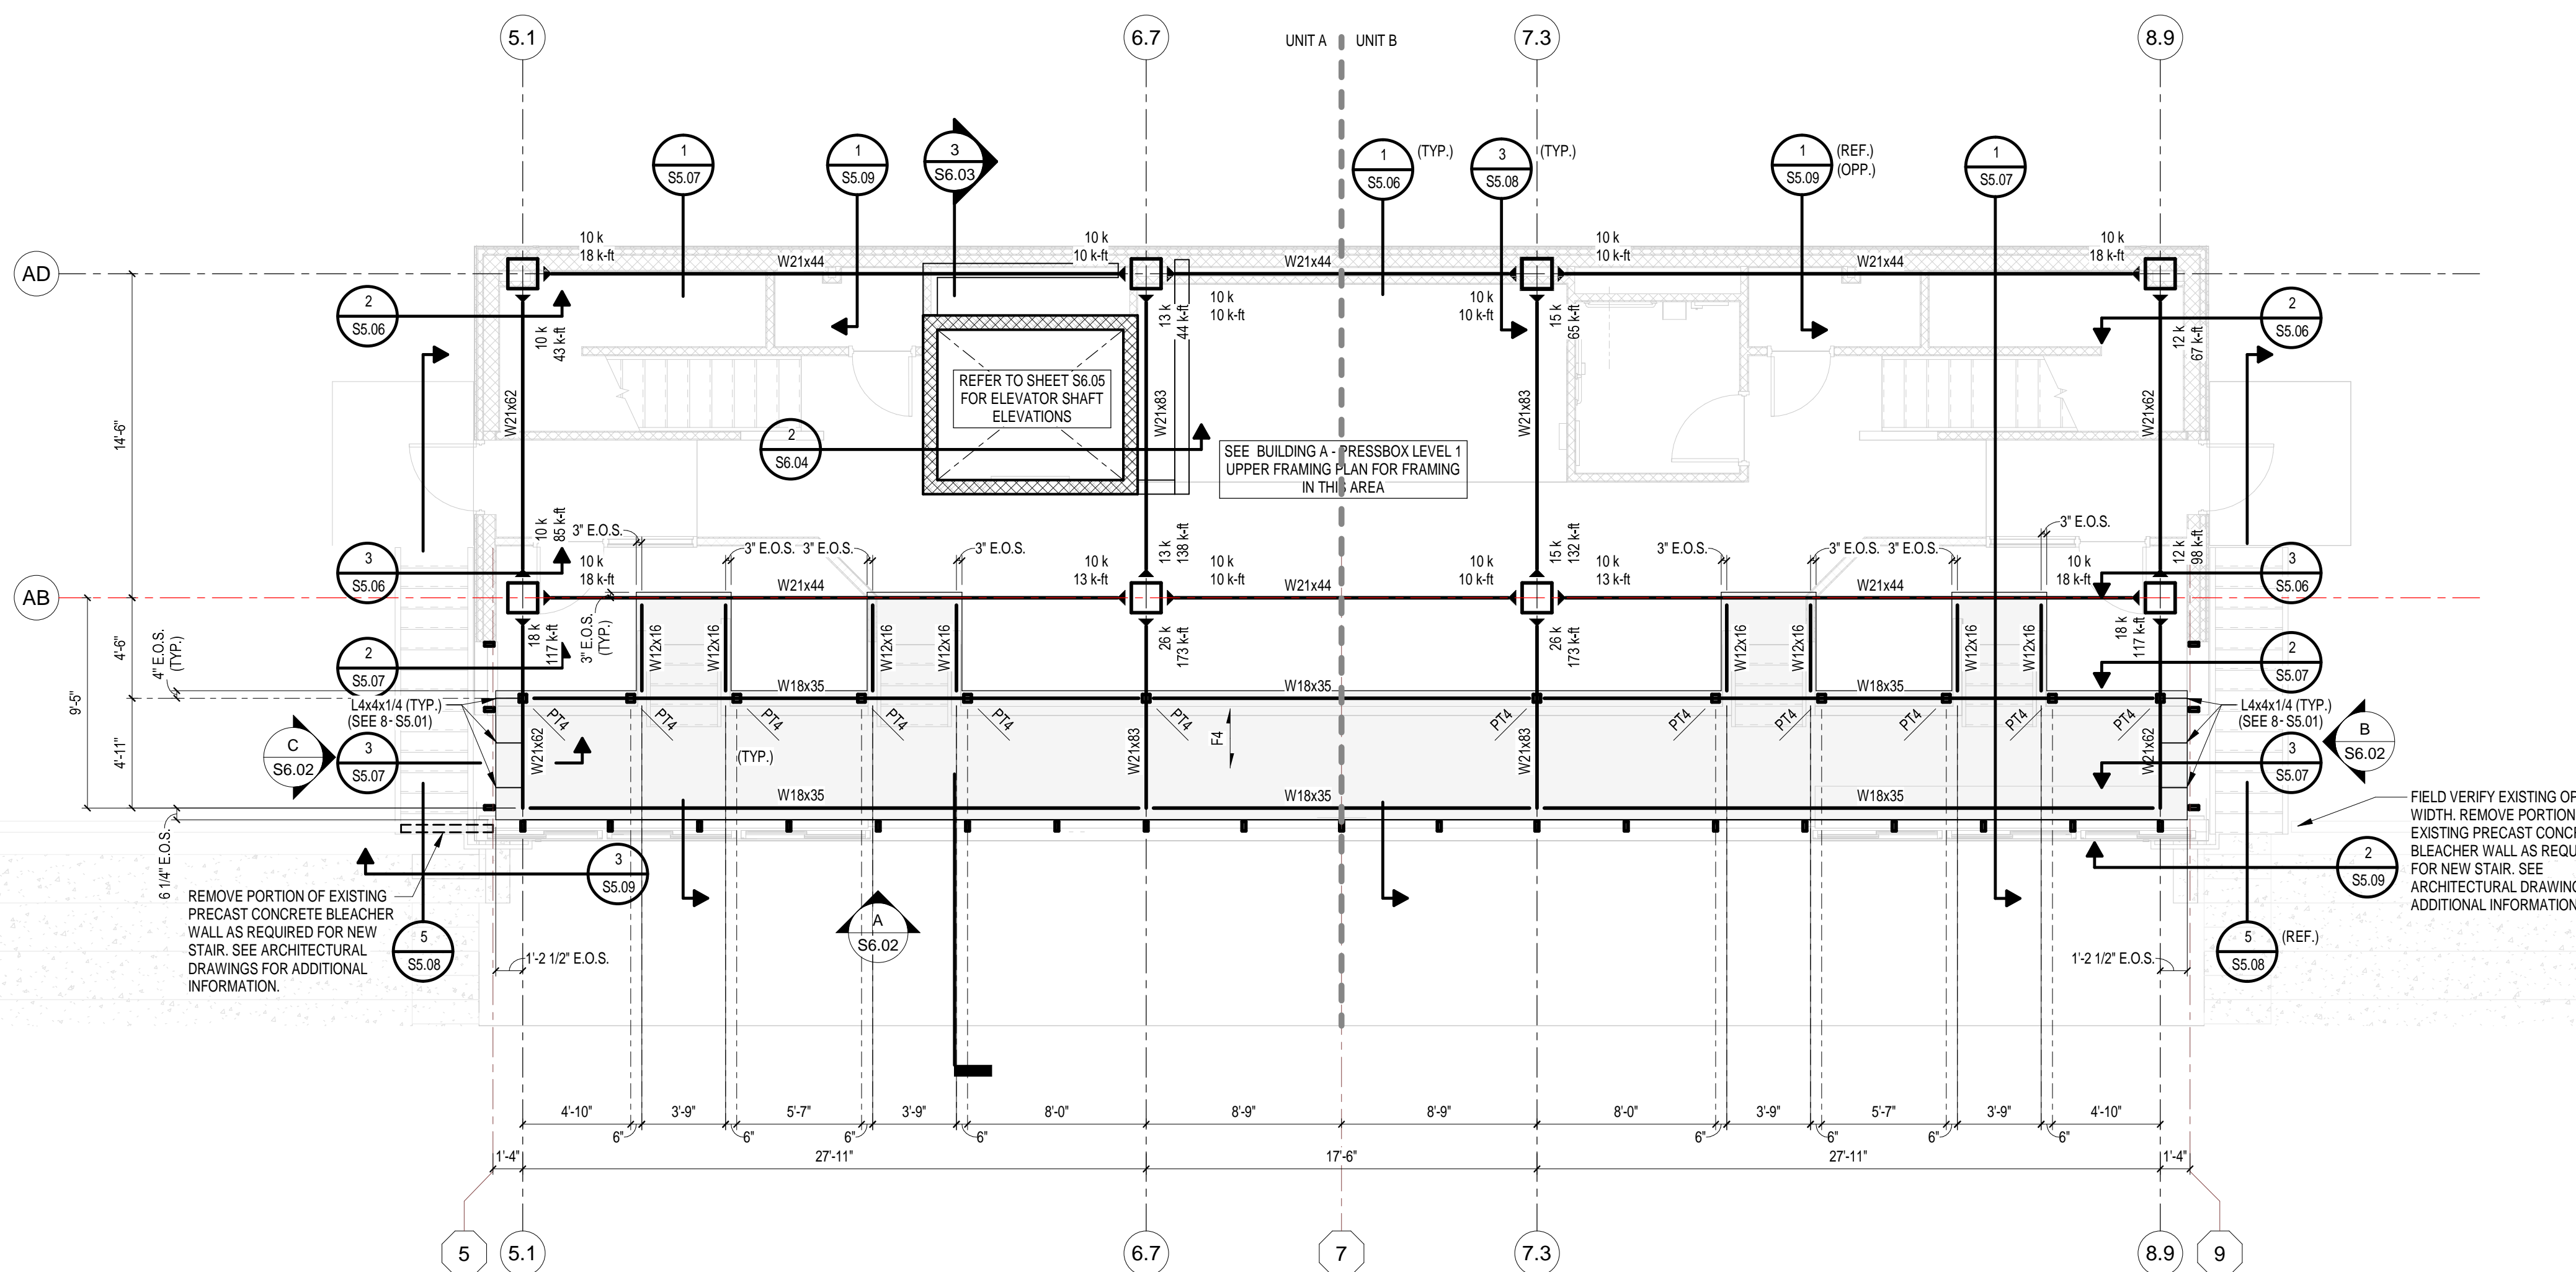 5.1
6.7
UNIT A
UNIT B
7.3
8.9
1
S5.07
1
S5.09
3
S6.03
1
S5.06
(TYP.)
3
S5.08
(TYP.)
1
S5.09
(REF.)
(OPP.)
1
S5.07
AD
10 k
18 k-ft
W21x44
10 k
10 k-ft
W21x44
10 k
10 k-ft
W21x44
10 k
18 k-ft
2
S5.06
10 k
43 k-ft
13 k
44 k-ft
10 k
10 k-ft
10 k
10 k-ft
15 k
65 k-ft
12 k
67 k-ft
2
S5.06
14'-6"
W21x62
REFER TO SHEET S6.05
FOR ELEVATOR SHAFT
ELEVATIONS
W21x83
W21x83
W21x62
2
S6.04
SEE BUILDING A - PRESSBOX LEVEL 1
UPPER FRAMING PLAN FOR FRAMING
IN THIS AREA
10 k
85 k-ft
3" E.O.S.
3" E.O.S.
3" E.O.S.
3" E.O.S.
13 k
138 k-ft
15 k
132 k-ft
3" E.O.S.
3" E.O.S.
3" E.O.S.
3" E.O.S.
12 k
98 k-ft
3
S5.06
10 k
18 k-ft
W21x44
10 k
13 k-ft
10 k
10 k-ft
W21x44
10 k
10 k-ft
10 k
13 k-ft
W21x44
10 k
18 k-ft
3
S5.06
AB
4'-6"
4" E.O.S.
(TYP.)
2
S5.07
18 k
117 k-ft
3" E.O.S.
(TYP.)
W12x16
W12x16
W12x16
W12x16
26 k
173 k-ft
26 k
173 k-ft
W12x16
W12x16
W12x16
W12x16
18 k
117 k-ft
2
S5.07
9'-5"
L4x4x1/4 (TYP.)
(SEE 8- S5.01)
W18x35
W18x35
W18x35
L4x4x1/4 (TYP.)
(SEE 8- S5.01)
PT4
PT4
PT4
PT4
PT4
PT4
PT4
PT4
PT4
PT4
PT4
PT4
C
S6.02
3
S5.07
4'-11"
W21x62
(TYP.)
W21x83
F4
W21x83
W21x62
3
S5.07
B
S6.02
W18x35
W18x35
W18x35
6 1/4" E.O.S.
REMOVE PORTION OF EXISTING
PRECAST CONCRETE BLEACHER
WALL AS REQUIRED FOR NEW
STAIR. SEE ARCHITECTURAL
DRAWINGS FOR ADDITIONAL
INFORMATION.
5
S5.08
3
S5.09
A
S6.02
1'-2 1/2" E.O.S.
FIELD VERIFY EXISTING OP
WIDTH. REMOVE PORTION
EXISTING PRECAST CONCR
BLEACHER WALL AS REQU
FOR NEW STAIR. SEE
ARCHITECTURAL DRAWING
ADDITIONAL INFORMATION
2
S5.09
5
S5.08
(REF.)
1'-2 1/2" E.O.S.
4'-10"
3'-9"
5'-7"
3'-9"
8'-0"
8'-9"
8'-9"
8'-0"
3'-9"
5'-7"
3'-9"
4'-10"
6"
6"
6"
6"
6"
6"
6"
6"
1'-4"
27'-11"
17'-6"
27'-11"
1'-4"
5
5.1
6.7
7
7.3
8.9
9